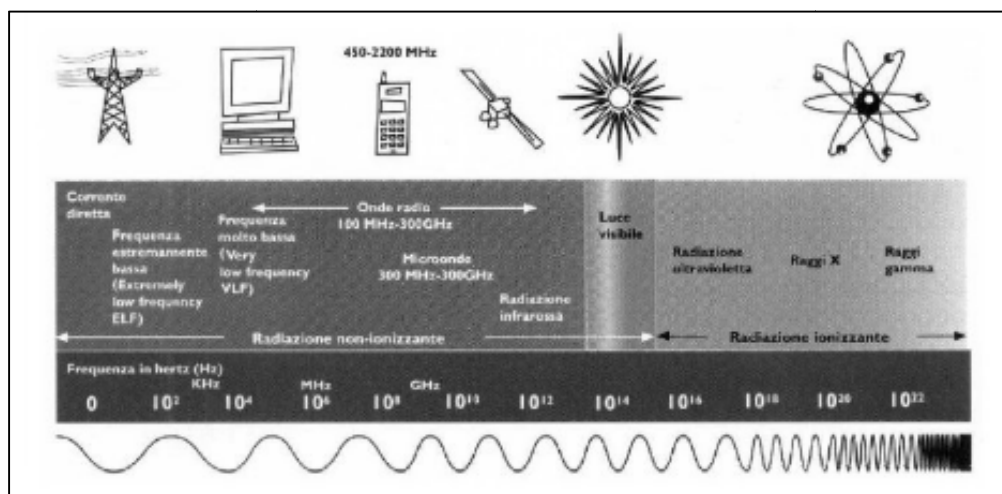 450-2200 MHz
Corrente
diretta
Frequenza
estremamente
bassa
(Extremely
low frequency
ELF)
Frequenza
molto bassa
(Very
low frequency
VLF)
Onde radio
100 MHz-300GHz
Microonde
300 MHz-300GHz
Radiazione
infrarossa
Luce
visibile
Radiazione
ultravioletta
Raggi X
Raggi
gamma
Radiazione non-ionizzante
Radiazione ionizzante
Frequenza in hertz (Hz)
KHz MHz GHz
0 10² 10⁴ 10⁶ 10⁸ 10¹⁰ 10¹² 10¹⁴ 10¹⁶ 10¹⁸ 10²⁰ 10²²